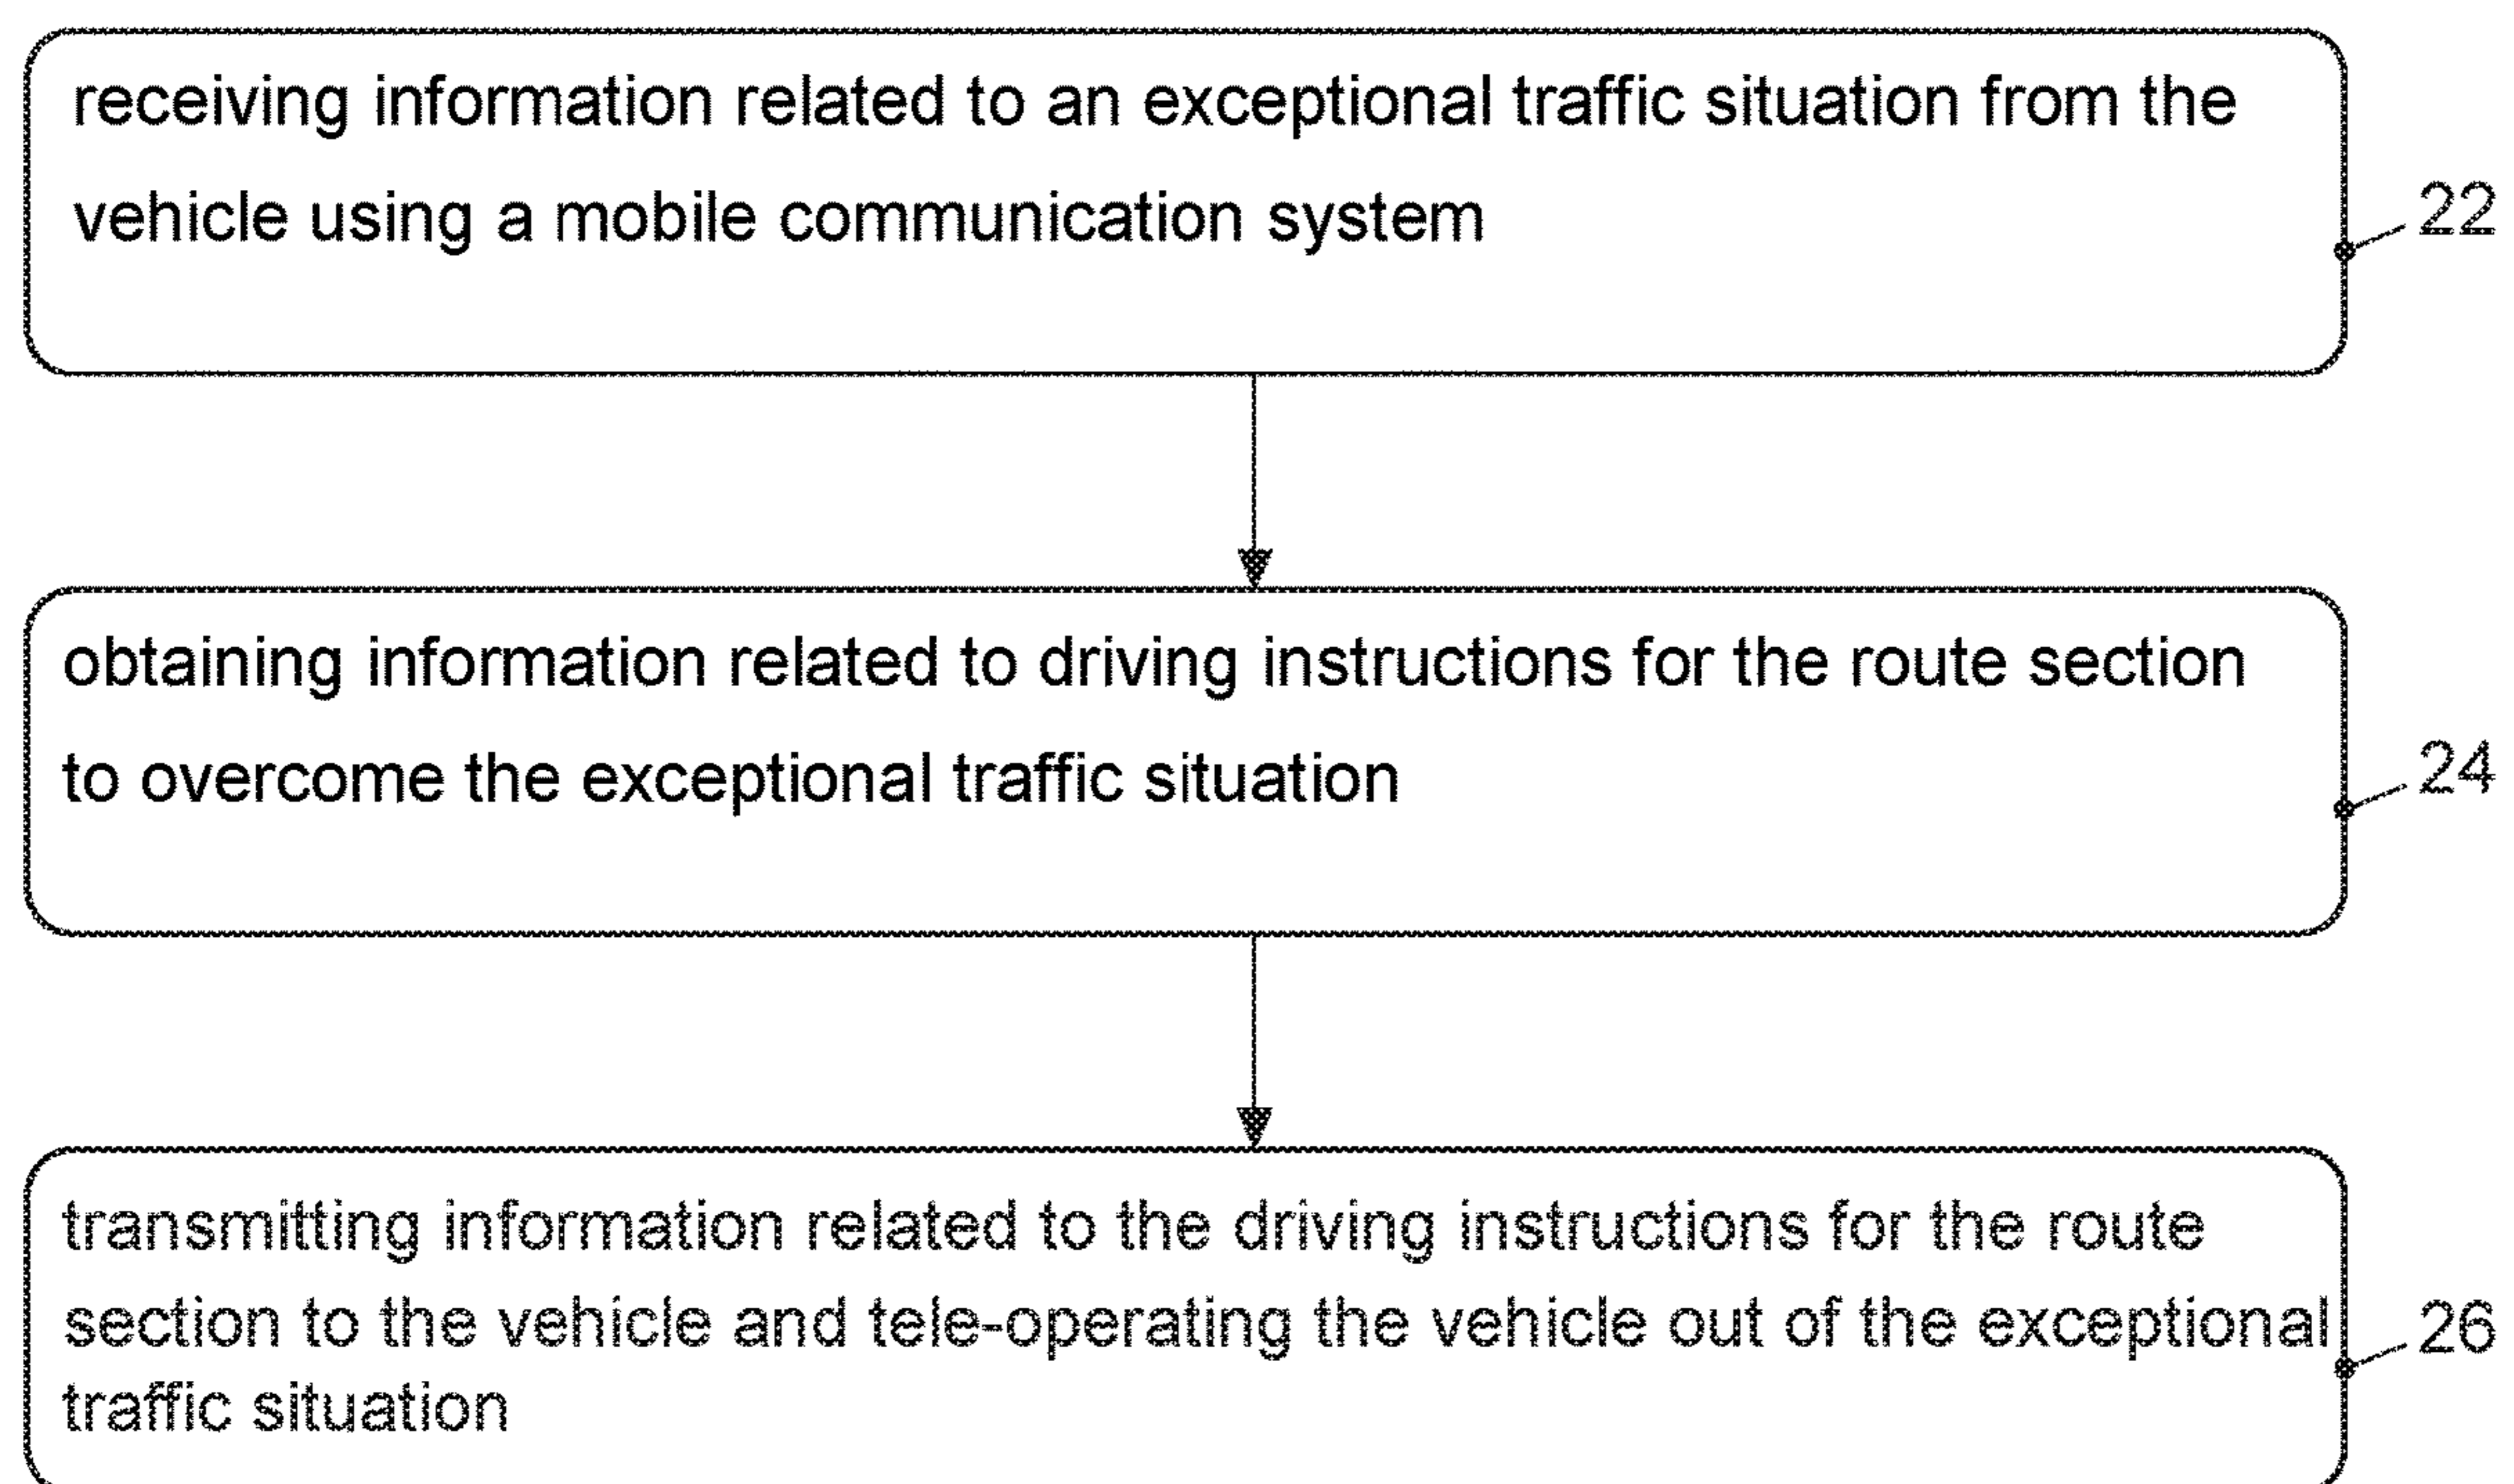 receiving information related to an exceptional traffic situation from the
vehicle using a mobile communication system
22
obtaining information related to driving instructions for the route section
to overcome the exceptional traffic situation
24
transmitting information related to the driving instructions for the route
section to the vehicle and tele-operating the vehicle out of the exceptional
traffic situation
26